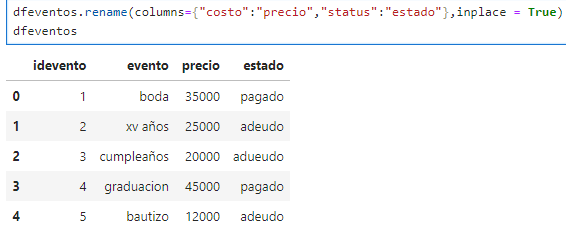 dfeventos.rename(columns={"costo":"precio","status":"estado"},inplace = True)
dfeventos
idevento evento precio estado
0 1 boda 35000 pagado
1 2 xv años 25000 adeudo
2 3 cumpleaños 20000 adueudo
3 4 graduacion 45000 pagado
4 5 bautizo 12000 adeudo